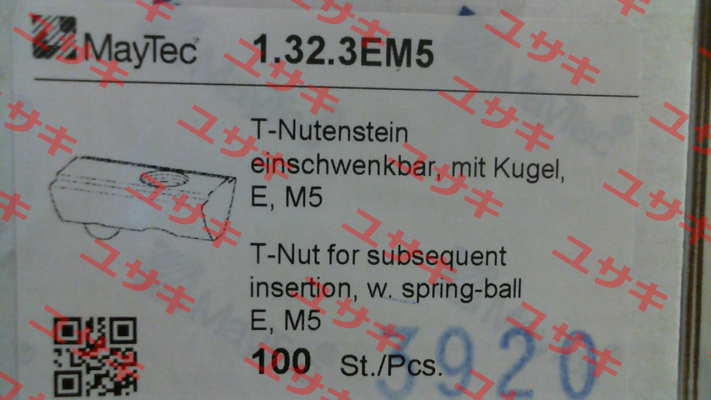 MayTec® 1.32.3EM5
T-Nutenstein
einschwenkbar, mit Kugel,
E, M5
T-Nut for subsequent
insertion, w. spring-ball
E, M5
100 St./Pcs.
3920
ユサキ